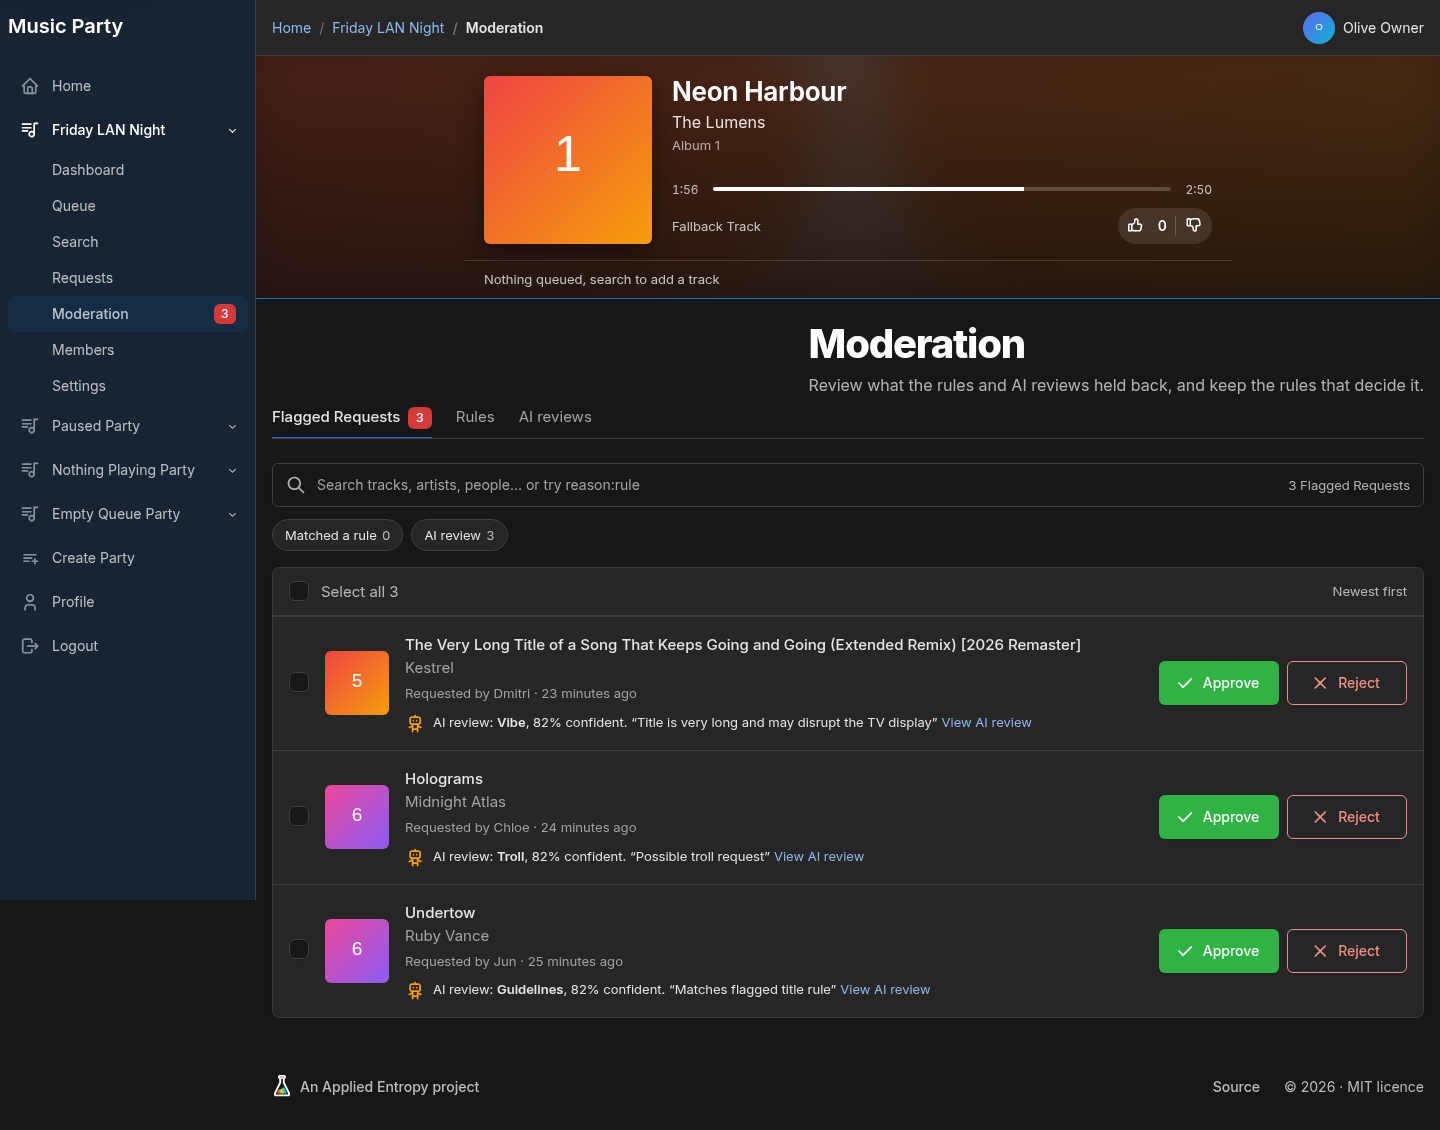 Music Party
Home
Friday LAN Night
Dashboard
Queue
Search
Requests
Moderation 3
Members
Settings
Paused Party
Nothing Playing Party
Empty Queue Party
Create Party
Profile
Logout
Home / Friday LAN Night / Moderation
O Olive Owner
1
Neon Harbour
The Lumens
Album 1
1:56 2:50
Fallback Track 0
Nothing queued, search to add a track
Moderation
Review what the rules and AI reviews held back, and keep the rules that decide it.
Flagged Requests 3 Rules AI reviews
Search tracks, artists, people... or try reason:rule 3 Flagged Requests
Matched a rule 0 AI review 3
Select all 3 Newest first
5
The Very Long Title of a Song That Keeps Going and Going (Extended Remix) [2026 Remaster]
Kestrel
Requested by Dmitri · 23 minutes ago
AI review: Vibe, 82% confident. “Title is very long and may disrupt the TV display” View AI review
Approve Reject
6
Holograms
Midnight Atlas
Requested by Chloe · 24 minutes ago
AI review: Troll, 82% confident. “Possible troll request” View AI review
Approve Reject
6
Undertow
Ruby Vance
Requested by Jun · 25 minutes ago
AI review: Guidelines, 82% confident. “Matches flagged title rule” View AI review
Approve Reject
An Applied Entropy project
Source © 2026 · MIT licence